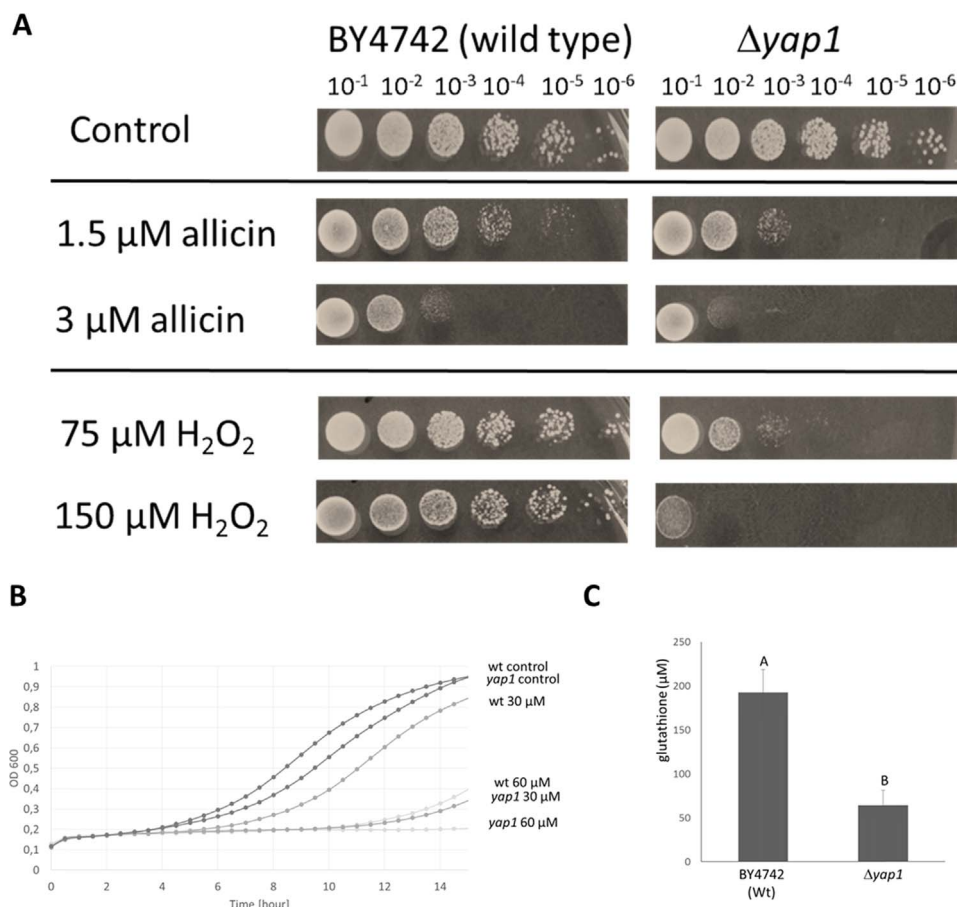 A
BY4742 (wild type) Δyap1
10⁻¹ 10⁻² 10⁻³ 10⁻⁴ 10⁻⁵ 10⁻⁶ 10⁻¹ 10⁻² 10⁻³ 10⁻⁴ 10⁻⁵ 10⁻⁶
Control
1.5 µM allicin
3 µM allicin
75 µM H₂O₂
150 µM H₂O₂
B
1
0,9
0,8
0,7
0,6
0,5
0,4
0,3
0,2
0,1
0
OD 600
0 2 4 6 8 10 12 14
Time [hour]
wt control
yap1 control
wt 30 µM
wt 60 µM
yap1 30 µM
yap1 60 µM
C
250
200
150
100
50
0
glutathione (µM)
A
B
BY4742 Δyap1
(Wt)